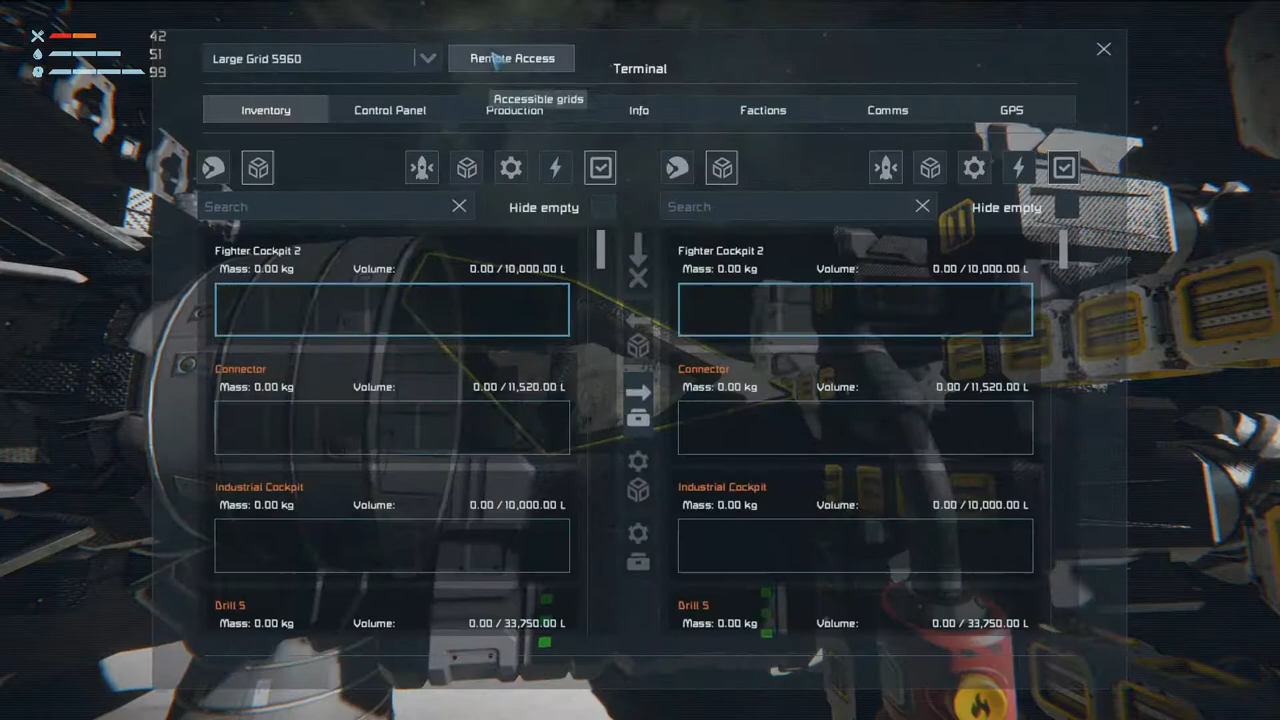 42
51
99
Large Grid 5960
Remote Access
Terminal
Accessible grids
Inventory
Control Panel
Production
Info
Factions
Comms
GPS
Search
Hide empty
Search
Hide empty
Fighter Cockpit 2
Mass: 0.00 kg
Volume:
0.00 / 10,000.00 L
Fighter Cockpit 2
Mass: 0.00 kg
Volume:
0.00 / 10,000.00 L
Connector
Mass: 0.00 kg
Volume:
0.00 / 11,520.00 L
Connector
Mass: 0.00 kg
Volume:
0.00 / 11,520.00 L
Industrial Cockpit
Mass: 0.00 kg
Volume:
0.00 / 10,000.00 L
Industrial Cockpit
Mass: 0.00 kg
Volume:
0.00 / 10,000.00 L
Drill 5
Mass: 0.00 kg
Volume:
0.00 / 33,750.00 L
Drill 5
Mass: 0.00 kg
Volume:
0.00 / 33,750.00 L